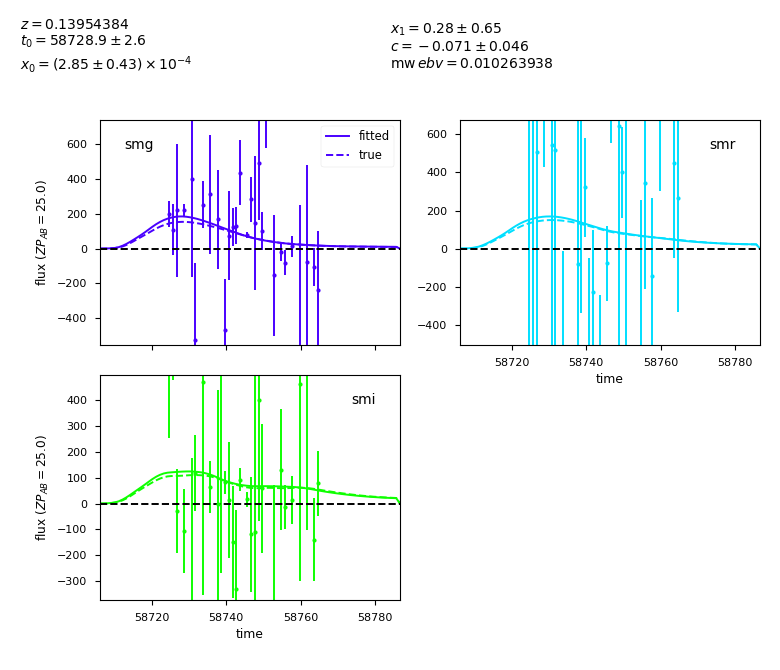 z = 0.13954384
t₀ = 58728.9 ± 2.6
x₀ = (2.85 ± 0.43) × 10⁻⁴
x₁ = 0.28 ± 0.65
c = −0.071 ± 0.046
mw ebv = 0.010263938
smg
fitted
true
600
400
200
0
−200
−400
flux (ZP_AB = 25.0)
smr
600
400
200
0
−200
−400
58720 58740 58760 58780
time
smi
400
300
200
100
0
−100
−200
−300
flux (ZP_AB = 25.0)
58720 58740 58760 58780
time